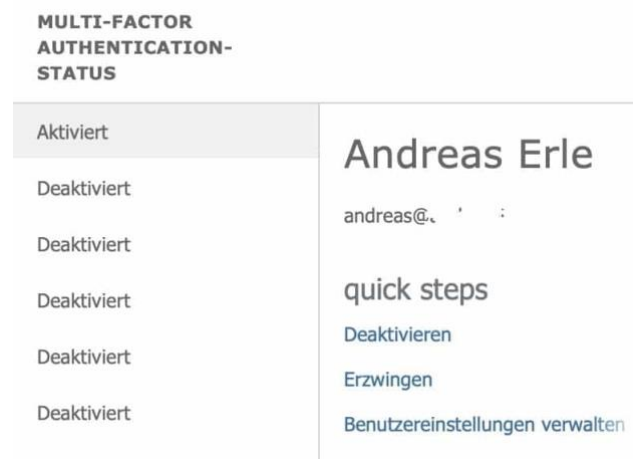 MULTI-FACTOR
AUTHENTICATION-
STATUS
Aktiviert
Deaktiviert
Deaktiviert
Deaktiviert
Deaktiviert
Deaktiviert
Andreas Erle
andreas@
quick steps
Deaktivieren
Erzwingen
Benutzereinstellungen verwalten